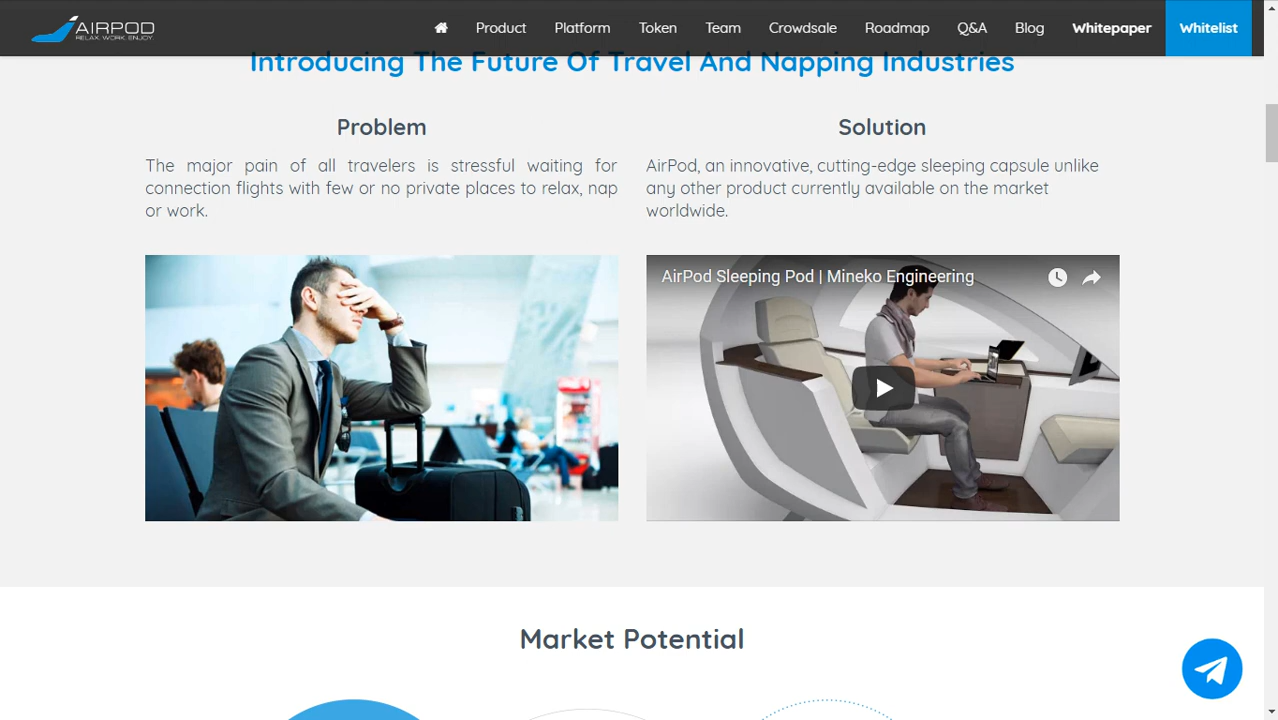 AIRPOD
RELAX. WORK. ENJOY.
Product Platform Token Team Crowdsale Roadmap Q&A Blog Whitepaper Whitelist
Introducing The Future Of Travel And Napping Industries
Problem
The major pain of all travelers is stressful waiting for
connection flights with few or no private places to relax, nap
or work.
Solution
AirPod, an innovative, cutting-edge sleeping capsule unlike
any other product currently available on the market
worldwide.
AirPod Sleeping Pod | Mineko Engineering
Market Potential